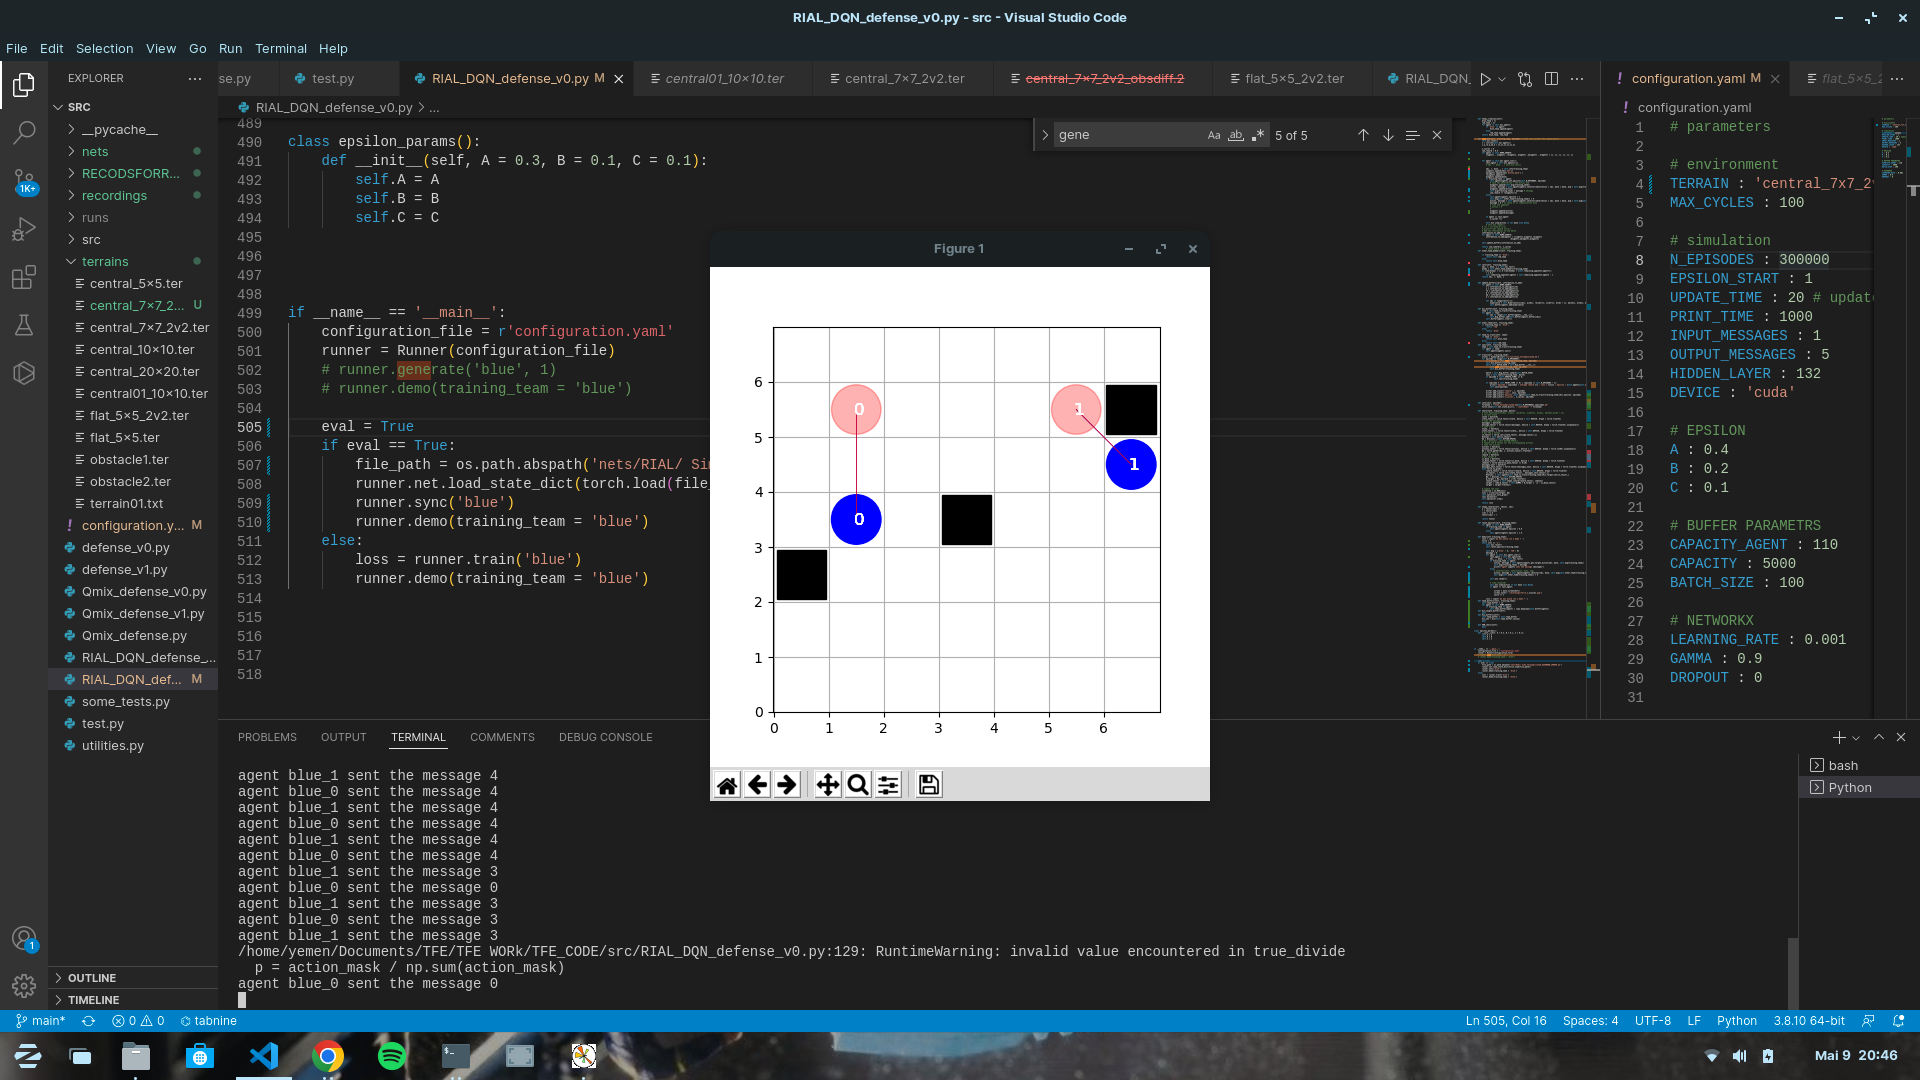 RIAL_DQN_defense_v0.py - src - Visual Studio Code
File Edit Selection View Go Run Terminal Help
EXPLORER
SRC
__pycache__
nets
RECODSFORR...
recordings
runs
src
terrains
central_5×5.ter
central_7×7_2... U
central_7×7_2v2.ter
central_10×10.ter
central_20×20.ter
central01_10×10.ter
flat_5×5_2v2.ter
flat_5×5.ter
obstacle1.ter
obstacle2.ter
terrain01.txt
configuration.y... M
defense_v0.py
defense_v1.py
Qmix_defense_v0.py
Qmix_defense_v1.py
Qmix_defense.py
RIAL_DQN_defense_...
RIAL_DQN_def... M
some_tests.py
test.py
utilities.py
OUTLINE
TIMELINE
1K+
1
se.py test.py RIAL_DQN_defense_v0.py M central01_10×10.ter central_7×7_2v2.ter central_7×7_2v2_obsdiff.2 flat_5×5_2v2.ter RIAL_DQN_
RIAL_DQN_defense_v0.py > ...
gene Aa ab 5 of 5
489
490 class epsilon_params():
491 def __init__(self, A = 0.3, B = 0.1, C = 0.1):
492 self.A = A
493 self.B = B
494 self.C = C
495
496
497
498
499 if __name__ == '__main__':
500 configuration_file = r'configuration.yaml'
501 runner = Runner(configuration_file)
502 # runner.generate('blue', 1)
503 # runner.demo(training_team = 'blue')
504
505 eval = True
506 if eval == True:
507 file_path = os.path.abspath('nets/RIAL/ Si
508 runner.net.load_state_dict(torch.load(file_
509 runner.sync('blue')
510 runner.demo(training_team = 'blue')
511 else:
512 loss = runner.train('blue')
513 runner.demo(training_team = 'blue')
514
515
516
517
518
Figure 1
6
5
4
3
2
1
0
0 1 2 3 4 5 6
0 1
1
0
configuration.yaml M flat_5×5_2
configuration.yaml
1 # parameters
2
3 # environment
4 TERRAIN : 'central_7x7_2v
5 MAX_CYCLES : 100
6
7 # simulation
8 N_EPISODES : 300000
9 EPSILON_START : 1
10 UPDATE_TIME : 20 # updat
11 PRINT_TIME : 1000
12 INPUT_MESSAGES : 1
13 OUTPUT_MESSAGES : 5
14 HIDDEN_LAYER : 132
15 DEVICE : 'cuda'
16
17 # EPSILON
18 A : 0.4
19 B : 0.2
20 C : 0.1
21
22 # BUFFER PARAMETRS
23 CAPACITY_AGENT : 110
24 CAPACITY : 5000
25 BATCH_SIZE : 100
26
27 # NETWORKX
28 LEARNING_RATE : 0.001
29 GAMMA : 0.9
30 DROPOUT : 0
31
PROBLEMS OUTPUT TERMINAL COMMENTS DEBUG CONSOLE
agent blue_1 sent the message 4
agent blue_0 sent the message 4
agent blue_1 sent the message 4
agent blue_0 sent the message 4
agent blue_1 sent the message 4
agent blue_0 sent the message 4
agent blue_1 sent the message 3
agent blue_0 sent the message 0
agent blue_1 sent the message 3
agent blue_0 sent the message 3
agent blue_1 sent the message 3
/home/yemen/Documents/TFE/TFE WORk/TFE_CODE/src/RIAL_DQN_defense_v0.py:129: RuntimeWarning: invalid value encountered in true_divide
p = action_mask / np.sum(action_mask)
agent blue_0 sent the message 0
bash
Python
main* 0 0 tabnine Ln 505, Col 16 Spaces: 4 UTF-8 LF Python 3.8.10 64-bit
Mai 9 20:46